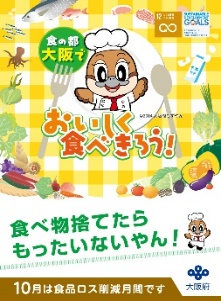 食の都
大阪で
おいしく
食べきろう！
食べ物捨てたら
もったいないやん！
10月は食品ロス削減月間です
大阪府